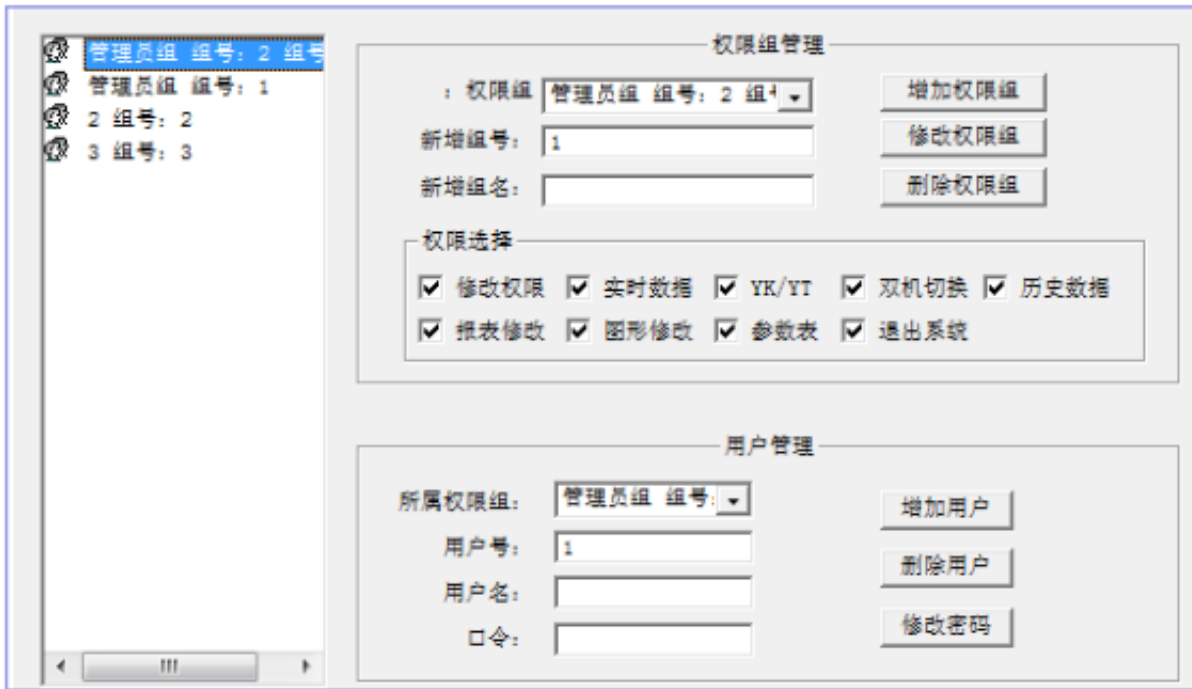 管理员组 组号: 2 组号
管理员组 组号: 1
2 组号: 2
3 组号: 3
权限组管理
: 权限组 管理员组 组号: 2 组 增加权限组
新增组号: 1 修改权限组
新增组名: 删除权限组
权限选择
修改权限 实时数据 YK/YT 双机切换 历史数据
报表修改 图形修改 参数表 退出系统
用户管理
所属权限组: 管理员组 组号: 增加用户
用户号: 1
删除用户
用户名:
口令: 修改密码